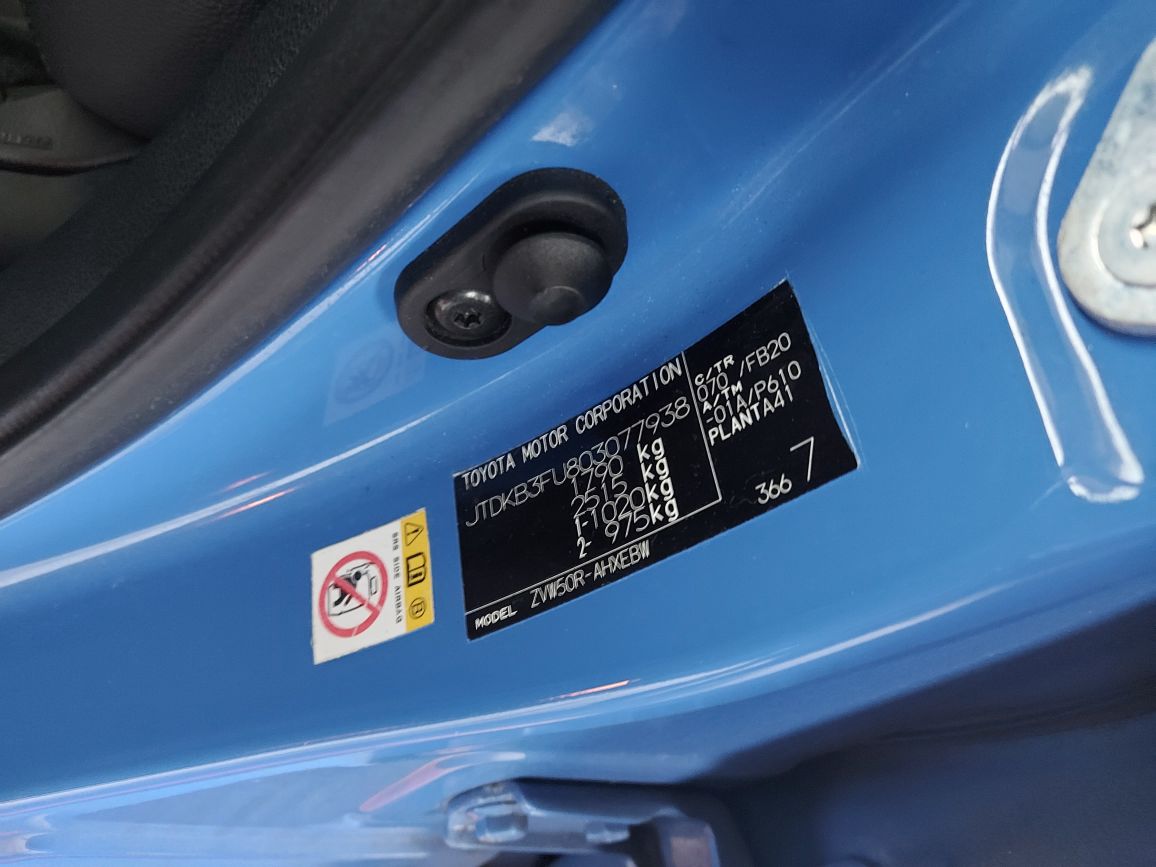 TOYOTA MOTOR CORPORATION
JTDKB3FU803077938
1790 kg
2515 kg
1-1020kg
2- 975kg
C/TR
070 /FB20
A/TM
-01A/P610
PLANTA41
366 7
MODEL ZVW50R-AHXEBW
SRS SIDE AIRBAG